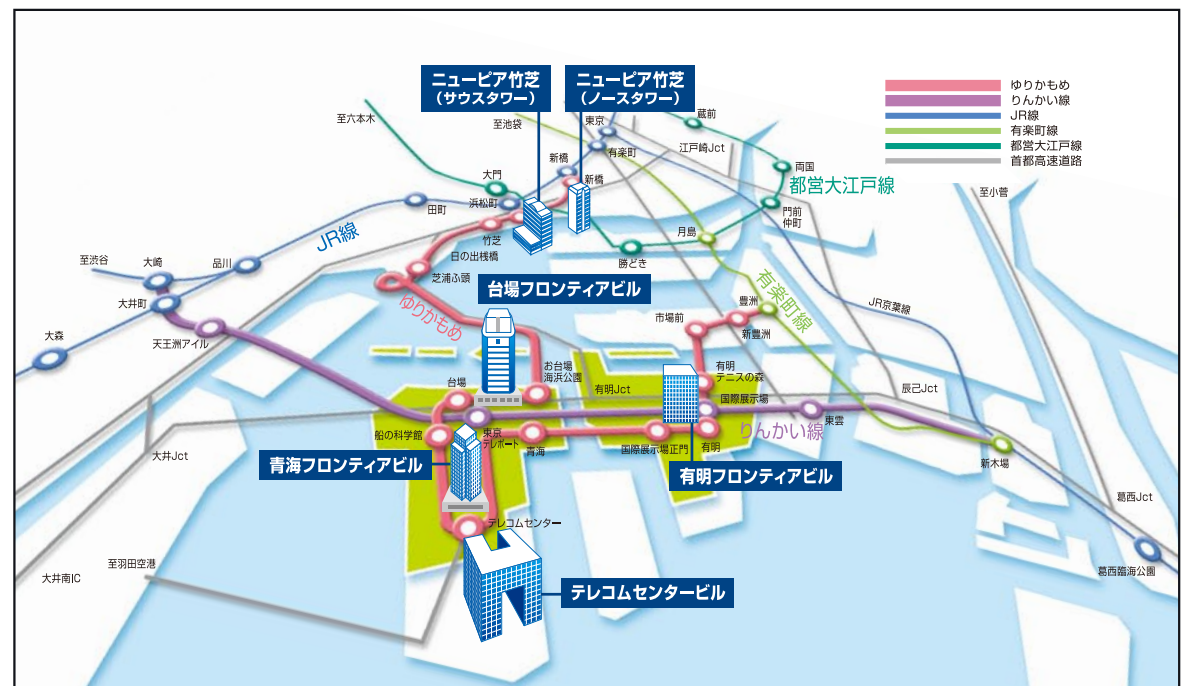 ニューピア竹芝
（サウスタワー）
ニューピア竹芝
（ノースタワー）
ゆりかもめ
りんかい線
JR線
有楽町線
都営大江戸線
首都高速道路
至六本木
至池袋
東京
蔵前
有楽町
江戸崎Jct
新橋
両国
大門
新橋
都営大江戸線
至小菅
浜松町
田町
門前
仲町
竹芝
月島
JR線
日の出桟橋
勝どき
至渋谷
大崎
品川
芝浦ふ頭
台場フロンティアビル
有楽町線
大井町
ゆりかもめ
豊洲
JR京葉線
市場前
新豊洲
大森
天王洲アイル
お台場
海浜公園
有明
テニスの森
台場
有明Jct
辰己Jct
国際展示場
東雲
りんかい線
船の科学館
東京
テレポート
青海
国際展示場正門
有明
大井Jct
青海フロンティアビル
有明フロンティアビル
新木場
葛西Jct
テレコムセンター
至羽田空港
大井南IC
葛西臨海公園
テレコムセンタービル